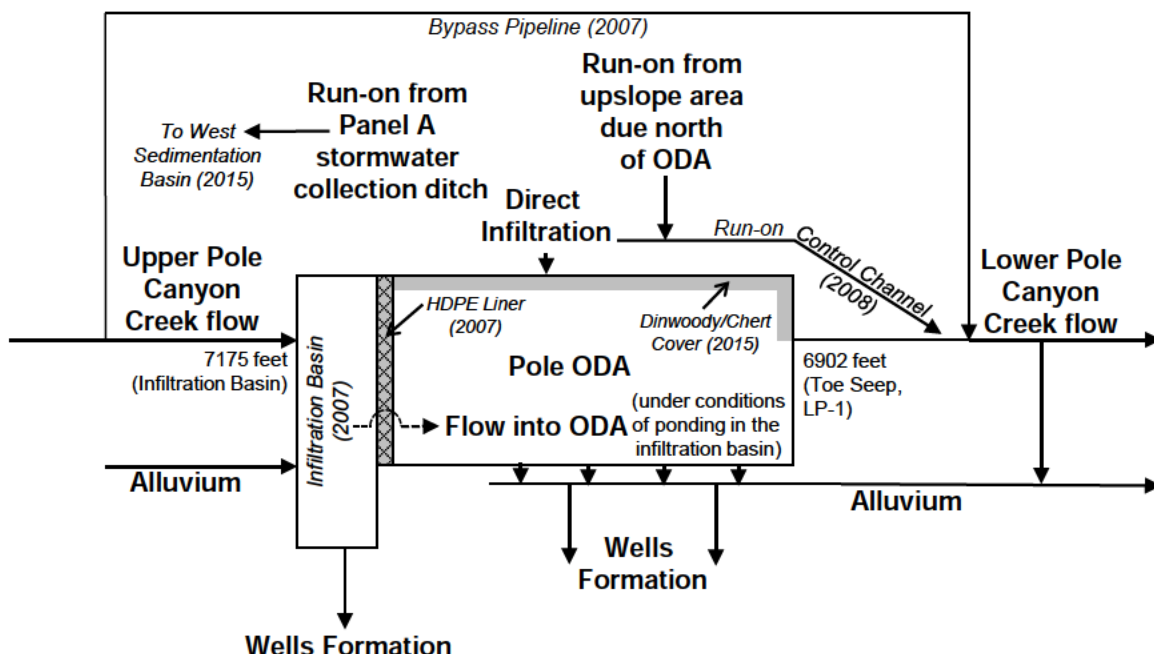 Bypass Pipeline (2007)
Run-on from
upslope area
due north
of ODA
Run-on from
Panel A
stormwater
collection ditch
To West
Sedimentation
Basin (2015)
Direct
Infiltration
Run-on
Control Channel
(2008)
Upper Pole
Canyon
Creek flow
Lower Pole
Canyon
Creek flow
7175 feet
(Infiltration Basin)
Infiltration Basin
(2007)
HDPE Liner
(2007)
Dinwoody/Chert
Cover (2015)
Pole ODA
6902 feet
(Toe Seep,
LP-1)
Flow into ODA
(under conditions
of ponding in the
infiltration basin)
Alluvium
Alluvium
Wells
Formation
Wells Formation